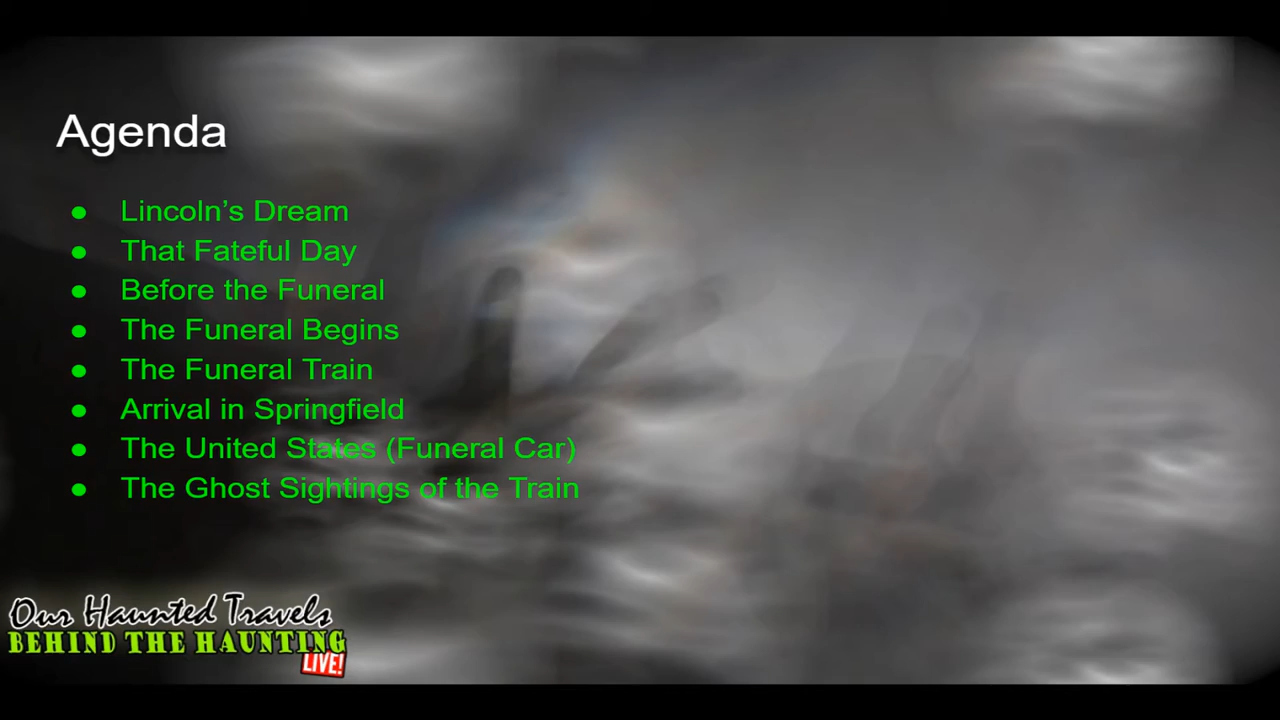 Agenda
● Lincoln’s Dream
● That Fateful Day
● Before the Funeral
● The Funeral Begins
● The Funeral Train
● Arrival in Springfield
● The United States (Funeral Car)
● The Ghost Sightings of the Train
Our Haunted Travels
BEHIND THE HAUNTING
LIVE!